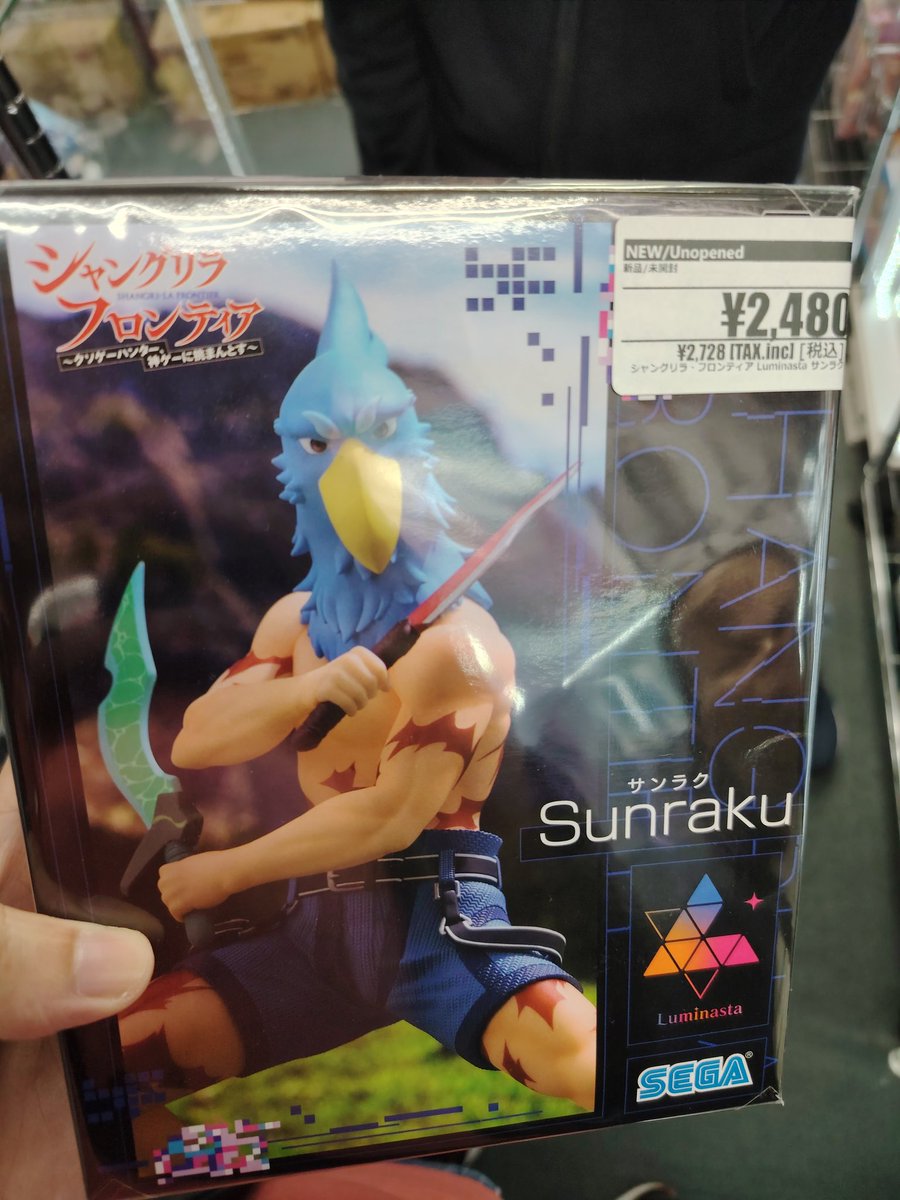 シャングリラ
SHANGRI-LA FRONTIER
フロンティア
～クソゲーハンター、
神ゲーに挑まんとす～
NEW/Unopened
新品/未開封
¥2,480
¥2,728 [TAX.inc] [税込]
シャングリラ・フロンティア Luminasta サンラク
サンラク
Sunraku
Luminasta
SEGA®